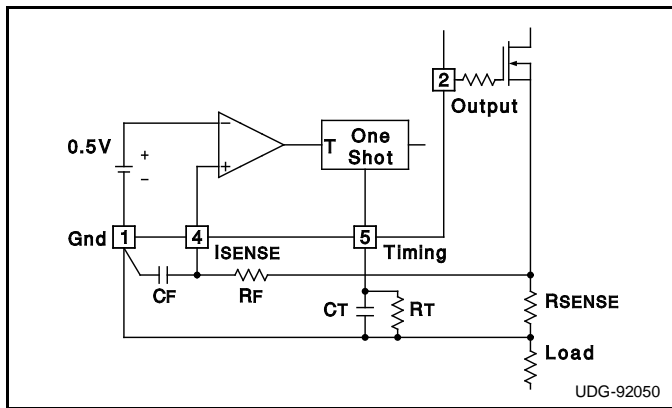 2
Output
0.5V
+
−
−
+
T
One
Shot
Gnd
1
4
ISENSE
5
Timing
CF
RF
CT
RT
RSENSE
Load
UDG-92050